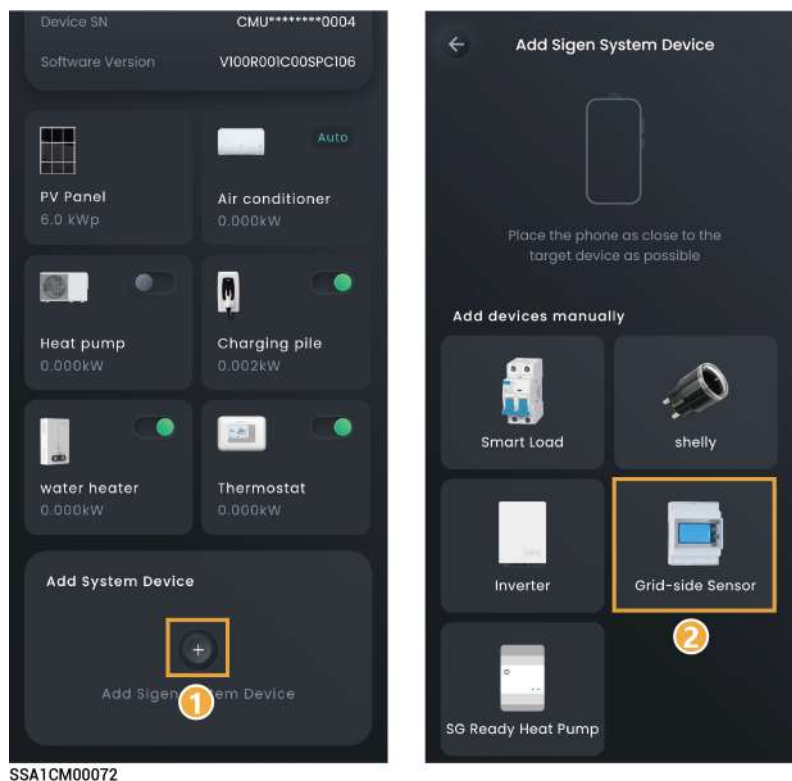 Device SN CMU********0004
Software Version V100R001C00SPC106
Auto
PV Panel
6.0 kWp
Air conditioner
0.000kW
Heat pump
0.000kW
Charging pile
0.002kW
water heater
0.000kW
Thermostat
0.000kW
Add System Device
+
Add Sigen System Device
1
SSA1CM00072
Add Sigen System Device
Place the phone as close to the
target device as possible
Add devices manually
Smart Load
shelly
Inverter
Grid-side Sensor
2
SG Ready Heat Pump